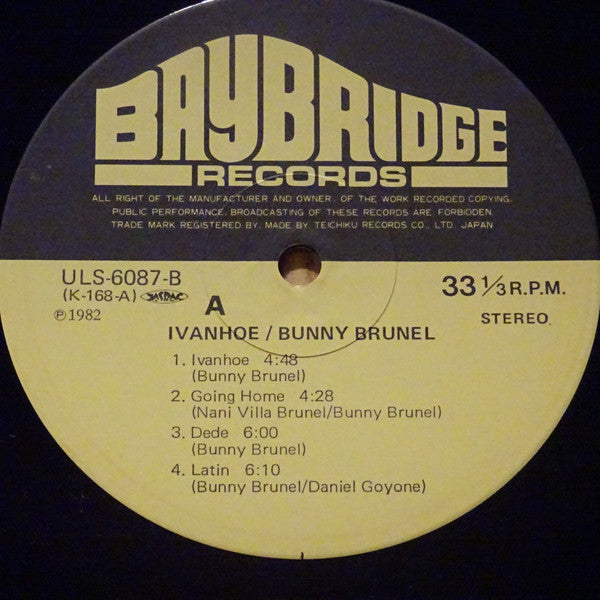 BAYBRIDGE
RECORDS
ALL RIGHT OF THE MANUFACTURER AND OWNER. OF THE WORK RECORDED COPYING.
PUBLIC PERFORMANCE. BROADCASTING OF THESE RECORDS ARE FORBIDDEN.
TRADE MARK REGISTERED BY. MADE BY TEICHIKU RECORDS CO., LTD. JAPAN
ULS-6087-B
(K-168-A) JASRAC
℗1982
A
33 1/3 R.P.M.
STEREO
IVANHOE / BUNNY BRUNEL
1. Ivanhoe 4:48
(Bunny Brunel)
2. Going Home 4:28
(Nani Villa Brunel/Bunny Brunel)
3. Dede 6:00
(Bunny Brunel)
4. Latin 6:10
(Bunny Brunel/Daniel Goyone)